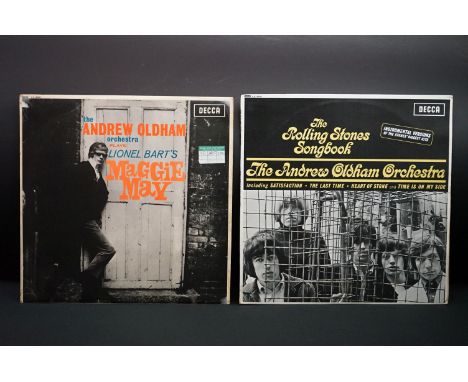 the
ANDREW OLDHAM
orchestra
PLAYS
LIONEL BART'S
MAGGIE
MAY
DECCA
The
Rolling Stones
Songbook
DECCA
INSTRUMENTAL VERSIONS
The Andrew Oldham Orchestra
including SATISFACTION • THE LAST TIME • HEART OF STONE and TIME IS ON MY SIDE